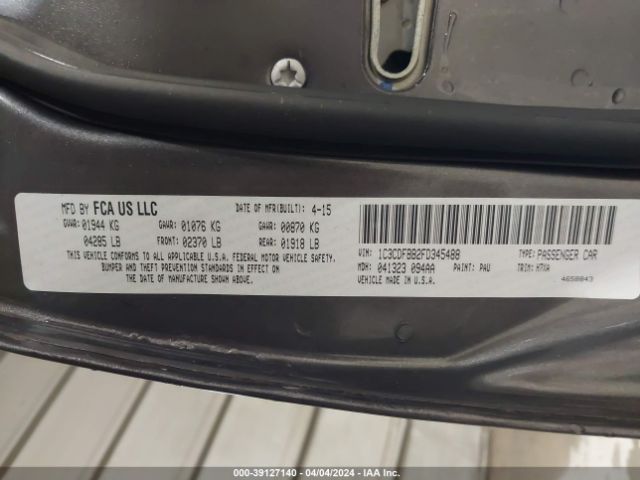 MFD BY FCA US LLC DATE OF MFR(BUILT): 4-15
GVWR: 01944 KG GAWR: 01076 KG GAWR: 00870 KG
04285 LB FRONT: 02370 LB REAR: 01918 LB
THIS VEHICLE CONFORMS TO ALL APPLICABLE U.S.A. FEDERAL MOTOR VEHICLE SAFETY,
BUMPER AND THEFT PREVENTION STANDARDS IN EFFECT ON
THE DATE OF MANUFACTURE SHOWN ABOVE.
VIN: 1C3CDFBB2FD345488 TYPE: PASSENGER CAR
MDH: 041323 094AA PAINT: PAU TRIM: H7XA
VEHICLE MADE IN U.S.A. 4658043
000-39127140 - 04/04/2024 - IAA Inc.